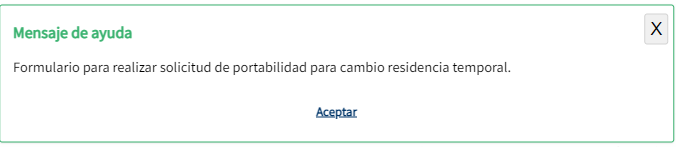 Mensaje de ayuda
X
Formulario para realizar solicitud de portabilidad para cambio residencia temporal.
Aceptar